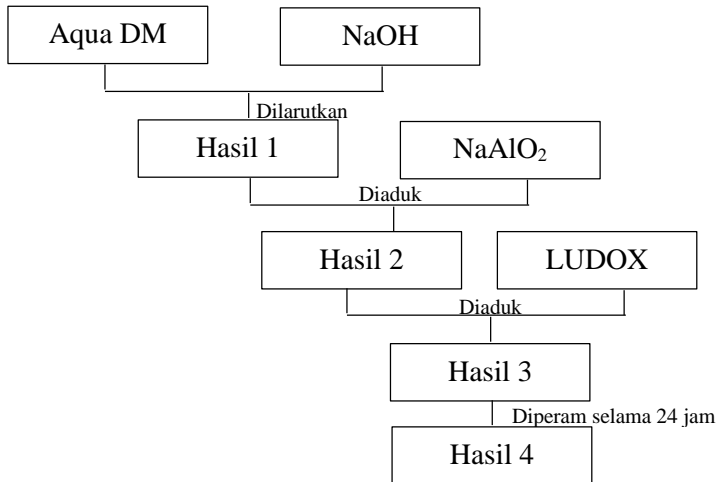 Aqua DM
NaOH
Dilarutkan
Hasil 1
NaAlO₂
Diaduk
Hasil 2
LUDOX
Diaduk
Hasil 3
Diperam selama 24 jam
Hasil 4